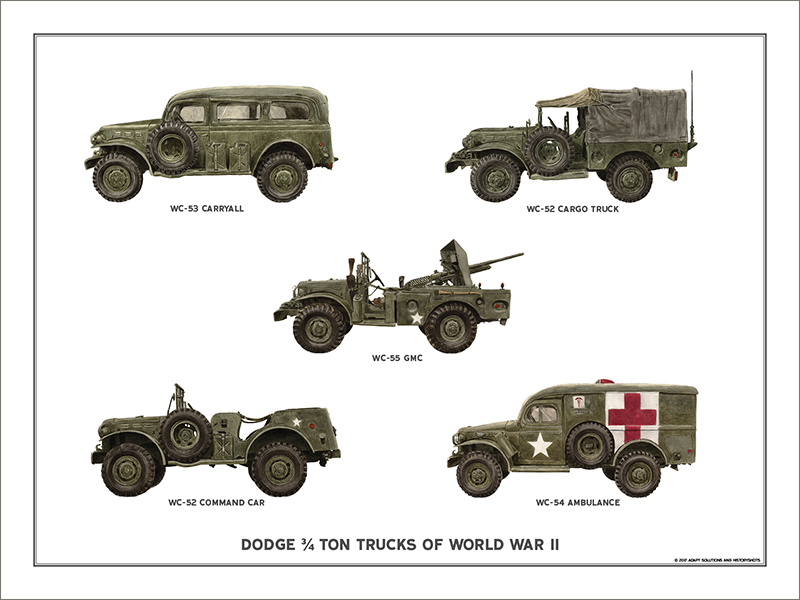 WC-53 CARRYALL
WC-52 CARGO TRUCK
WC-55 GMC
WC-52 COMMAND CAR
WC-54 AMBULANCE
DODGE ¾ TON TRUCKS OF WORLD WAR II
© 2017 ADAPT SOLUTIONS AND HISTORYSHOTS